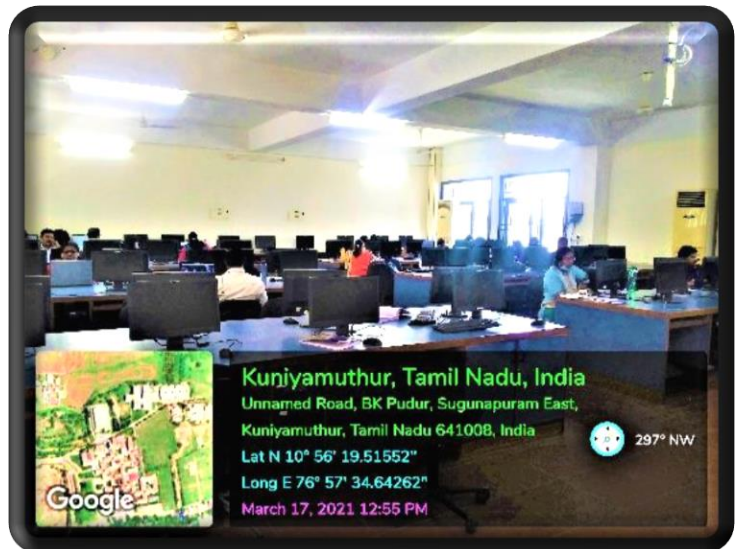 Kuniyamuthur, Tamil Nadu, India
Unnamed Road, BK Pudur, Sugunapuram East,
Kuniyamuthur, Tamil Nadu 641008, India
Lat N 10° 56' 19.51552"
Long E 76° 57' 34.64262"
March 17, 2021 12:55 PM
297° NW
Google